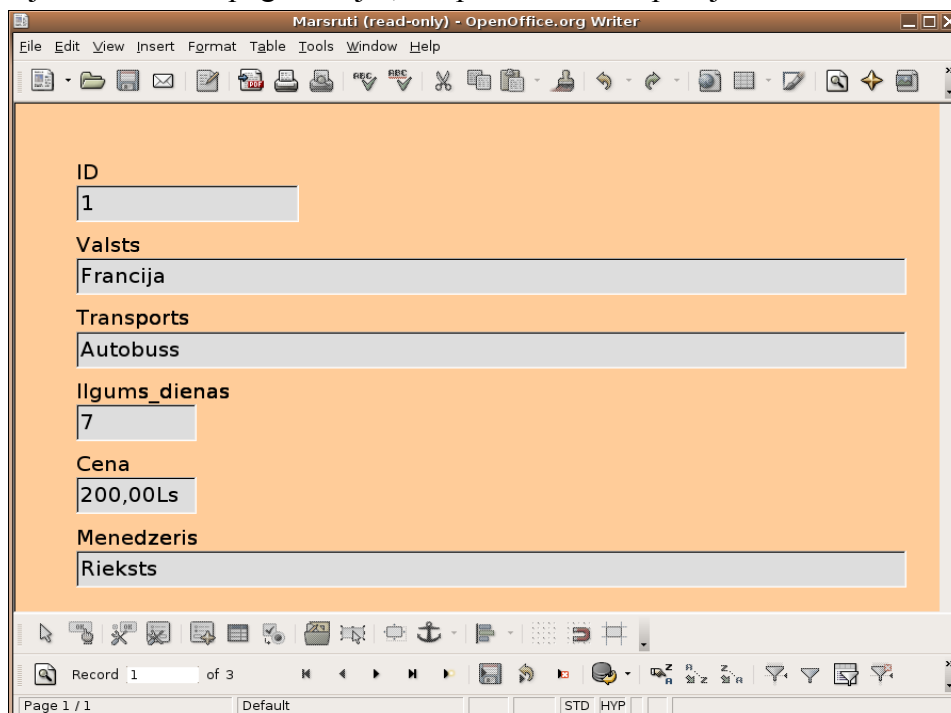 Marsruti (read-only) - OpenOffice.org Writer
File Edit View Insert Format Table Tools Window Help
ID
1
Valsts
Francija
Transports
Autobuss
Ilgums_dienas
7
Cena
200,00Ls
Menedzeris
Rieksts
Record 1 of 3
Page 1 / 1 Default STD HYP